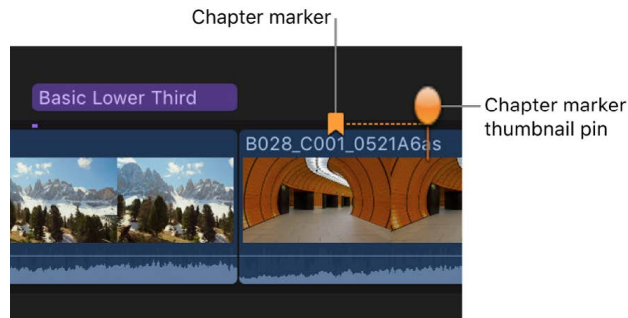 Chapter marker
Basic Lower Third
Chapter marker
thumbnail pin
B028_C001_0521A6as